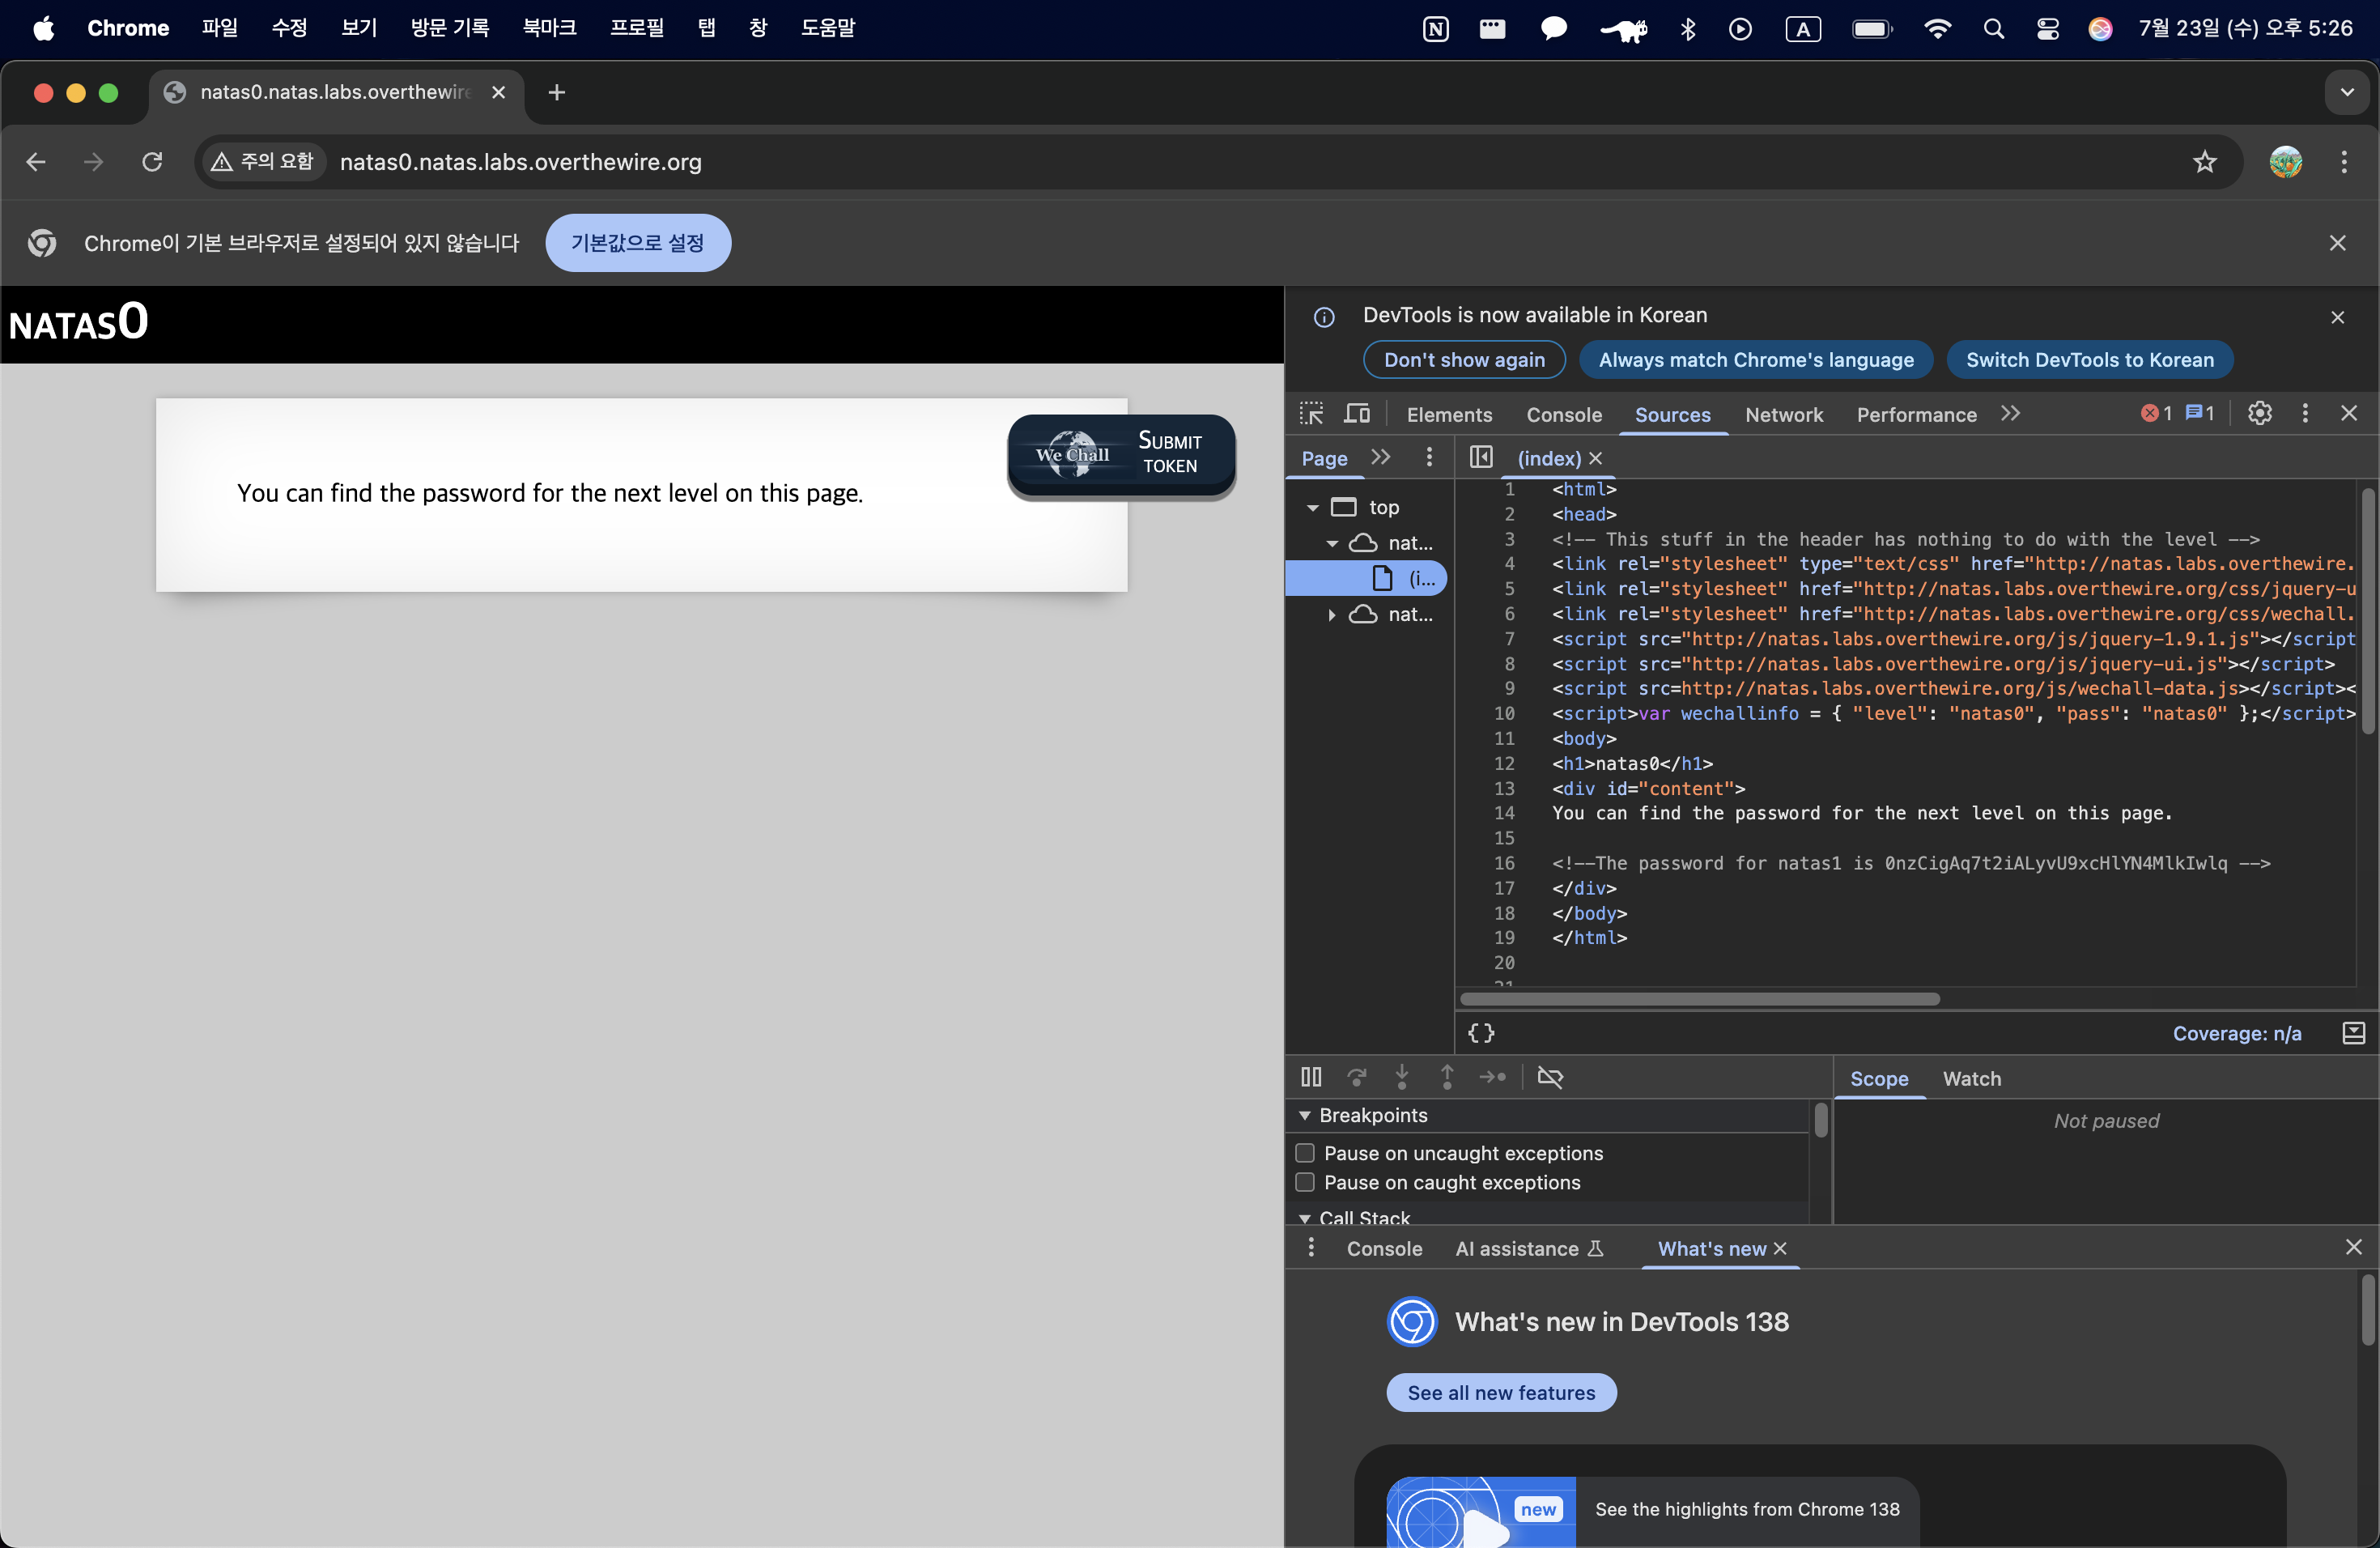 Chrome 파일 수정 보기 방문 기록 북마크 프로필 탭 창 도움말 N A 7월 23일 (수) 오후 5:26
natas0.natas.labs.overthewire
주의 요함 natas0.natas.labs.overthewire.org
Chrome이 기본 브라우저로 설정되어 있지 않습니다 기본값으로 설정
NATAS0
You can find the password for the next level on this page.
We Chall
SUBMIT
TOKEN
DevTools is now available in Korean
Don't show again Always match Chrome's language Switch DevTools to Korean
Elements Console Sources Network Performance 1 1
Page (index)
top
nat...
(i...
nat...
1 <html>
2 <head>
3 <!-- This stuff in the header has nothing to do with the level -->
4 <link rel="stylesheet" type="text/css" href="http://natas.labs.overthewire.
5 <link rel="stylesheet" href="http://natas.labs.overthewire.org/css/jquery-u
6 <link rel="stylesheet" href="http://natas.labs.overthewire.org/css/wechall.
7 <script src="http://natas.labs.overthewire.org/js/jquery-1.9.1.js"></script
8 <script src="http://natas.labs.overthewire.org/js/jquery-ui.js"></script>
9 <script src=http://natas.labs.overthewire.org/js/wechall-data.js></script><
10 <script>var wechallinfo = { "level": "natas0", "pass": "natas0" };</script>
11 <body>
12 <h1>natas0</h1>
13 <div id="content">
14 You can find the password for the next level on this page.
15
16 <!--The password for natas1 is 0nzCigAq7t2iALyvU9xcHlYN4MlkIwlq -->
17 </div>
18 </body>
19 </html>
20
21
{ } Coverage: n/a
Scope Watch
Breakpoints
Not paused
Pause on uncaught exceptions
Pause on caught exceptions
Call Stack
Console AI assistance What's new
What's new in DevTools 138
See all new features
new See the highlights from Chrome 138